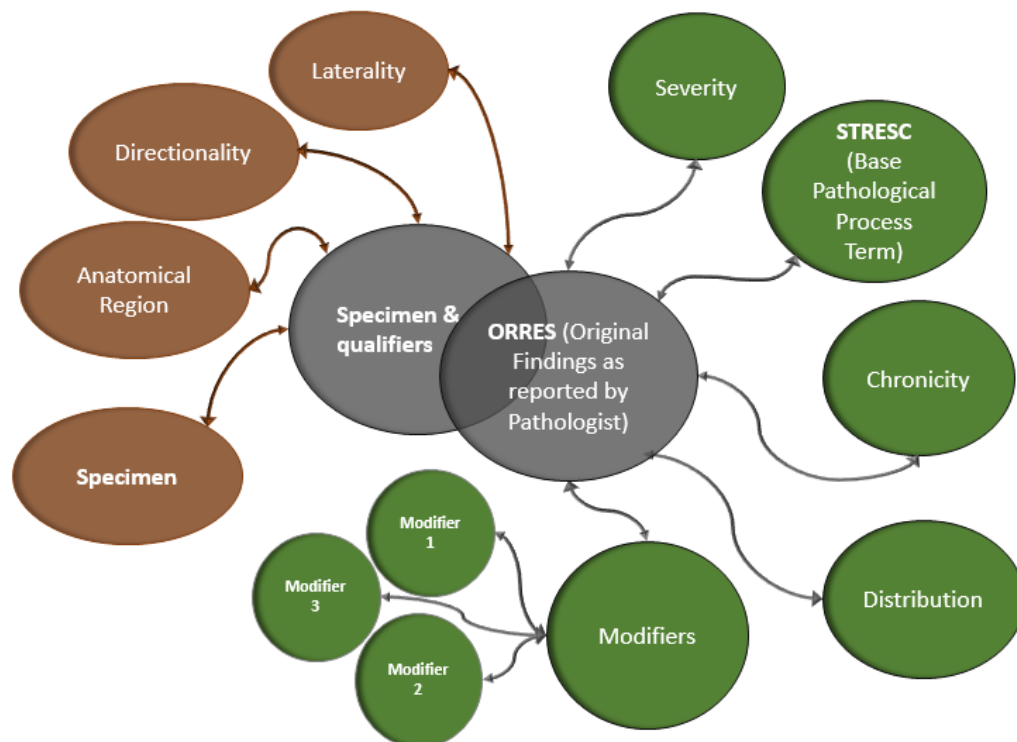 Laterality
Severity
Directionality
STRESC
(Base
Pathological
Process
Term)
Anatomical
Region
Specimen &
qualifiers
ORRES (Original
Findings as
reported by
Pathologist)
Chronicity
Specimen
Modifier
1
Modifier
3
Modifier
2
Modifiers
Distribution